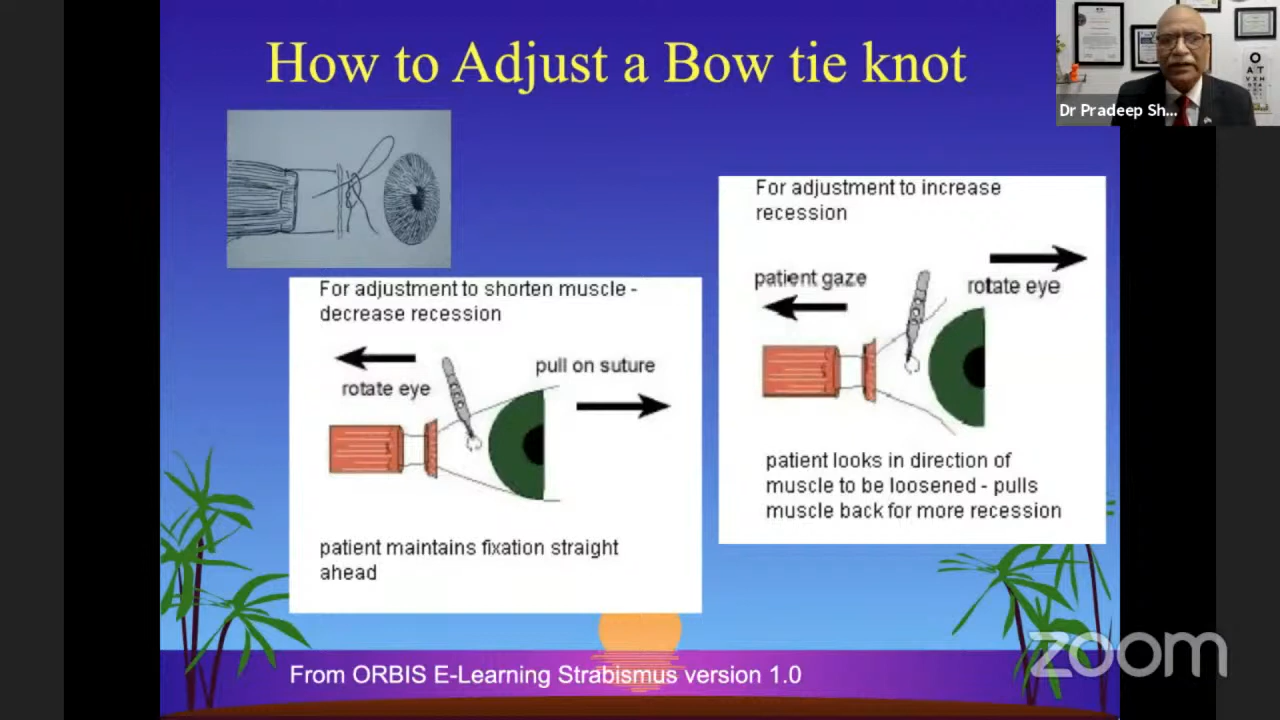 How to Adjust a Bow tie knot
Dr Pradeep Sh...
For adjustment to shorten muscle -
decrease recession
rotate eye
pull on suture
patient maintains fixation straight
ahead
For adjustment to increase
recession
patient gaze
rotate eye
patient looks in direction of
muscle to be loosened - pulls
muscle back for more recession
From ORBIS E-Learning Strabismus version 1.0
zoom